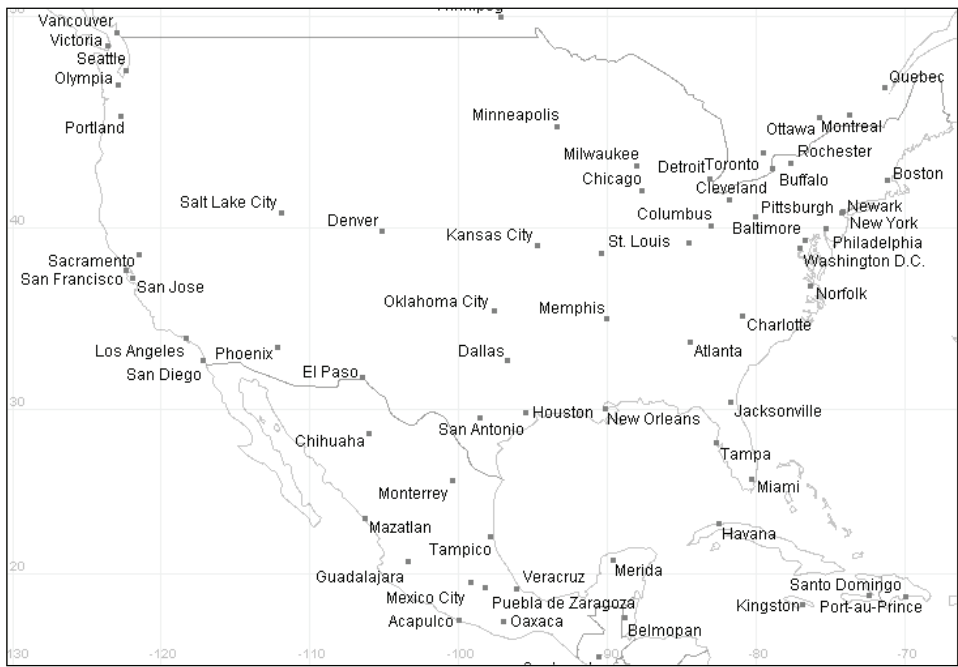 50
Winnipeg
Vancouver
Victoria
Seattle
Olympia
Quebec
Minneapolis
Portland
Ottawa Montreal
Milwaukee
Detroit Toronto
Rochester
Chicago
Cleveland
Buffalo
Boston
Salt Lake City
Denver
Columbus
Pittsburgh
Newark
40
Kansas City
St. Louis
Baltimore
New York
Philadelphia
Sacramento
Washington D.C.
San Francisco
San Jose
Norfolk
Oklahoma City
Memphis
Charlotte
Los Angeles
Phoenix
Dallas
Atlanta
San Diego
El Paso
30
Houston
New Orleans
Jacksonville
San Antonio
Chihuaha
Tampa
Monterrey
Miami
Mazatlan
Havana
Tampico
20
Guadalajara
Veracruz
Merida
Santo Domingo
Mexico City
Puebla de Zaragoza
Kingston
Port-au-Prince
Acapulco
Oaxaca
Belmopan
-130
-120
-110
-100
-90
-80
-70